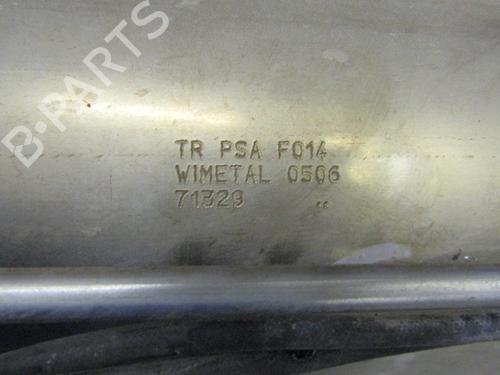 B-PARTS
TR PSA F014
WIMETAL 0506
71329